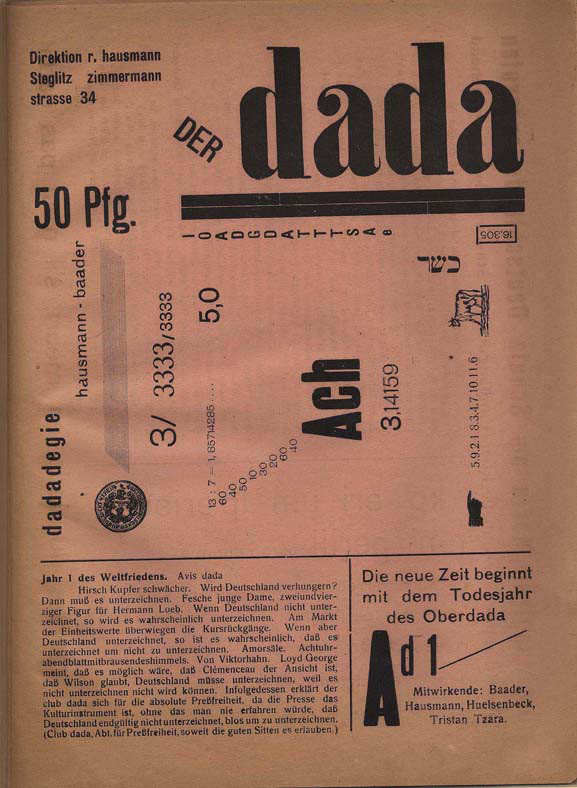 Direktion r. hausmann
Steglitz zimmermann
strasse 34
DER dada
50 Pfg.
16,305
כשר
hausmann - baader
dadadegie
3/ 3333/3333
5,0
13 : 7 = 1,85714285 ....
60
40
50
10
30
20
60
40
Ach
3,14159
5.9.2.1 8.3.4.7.10.11.6
Jahr 1 des Weltfriedens. Avis dada
Hirsch Kupfer schwächer. Wird Deutschland verhungern?
Dann muß es unterzeichnen. Fesche junge Dame, zweiundvier-
ziger Figur für Hermann Loeb. Wenn Deutschland nicht unter-
zeichnet, so wird es wahrscheinlich unterzeichnen. Am Markt
der Einheitswerte überwiegen die Kursrückgänge. Wenn aber
Deutschland unterzeichnet, so ist es wahrscheinlich, daß es
unterzeichnet um nicht zu unterzeichnen. Amorsäle. Achtuhr-
abendblattmitbrausendeshimmels. Von Viktorhahn. Loyd George
meint, daß es möglich wäre, daß Clémenceau der Ansicht ist,
daß Wilson glaubt, Deutschland müsse unterzeichnen, weil es
nicht unterzeichnen nicht wird können. Infolgedessen erklärt der
club dada sich für die absolute Preßfreiheit, da die Presse das
Kulturinstrument ist, ohne das man nie erfahren würde, daß
Deutschland endgültig nicht unterzeichnet, blos um zu unterzeichnen.
(Club dada, Abt. für Preßfreiheit, soweit die guten Sitten es erlauben.)
Die neue Zeit beginnt
mit dem Todesjahr
des Oberdada
Ad 1
Mitwirkende: Baader,
Hausmann, Huelsenbeck,
Tristan Tzara.